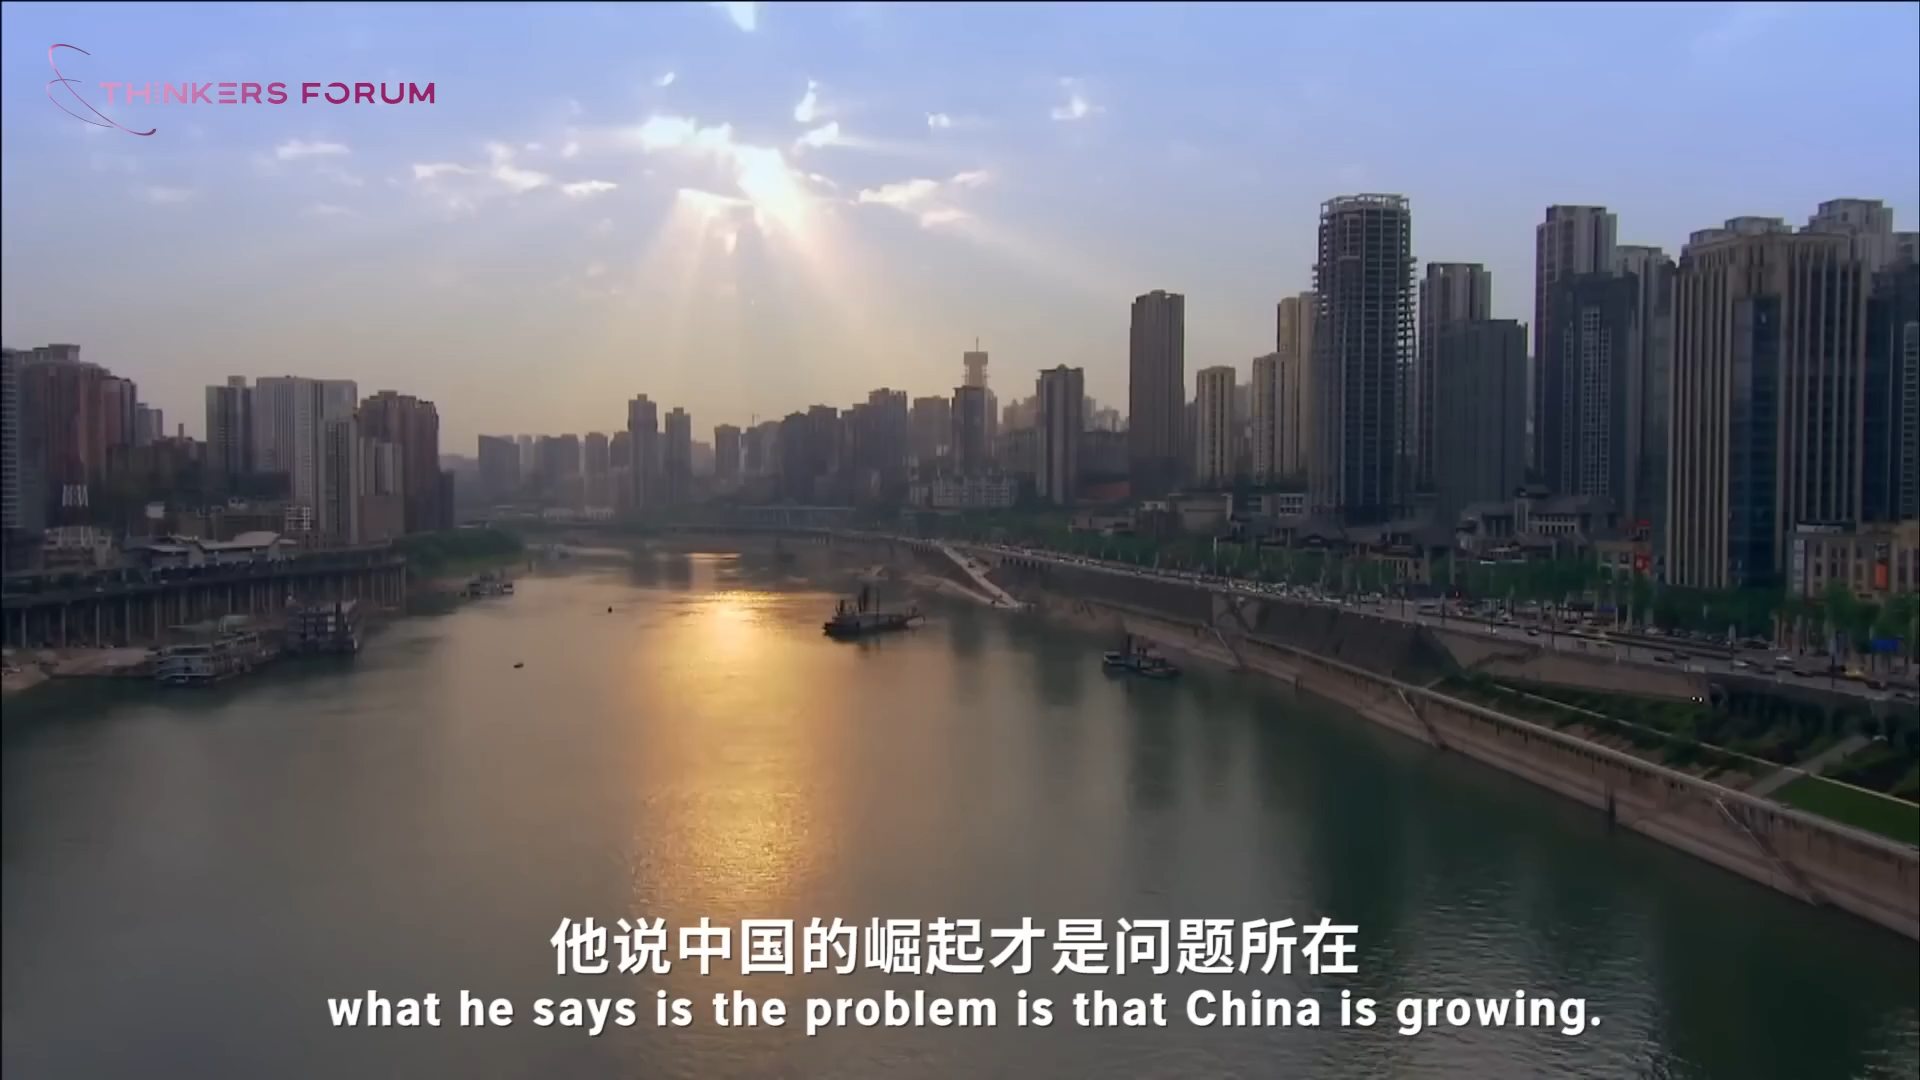 THINKERS FORUM
他说中国的崛起才是问题所在
what he says is the problem is that China is growing.